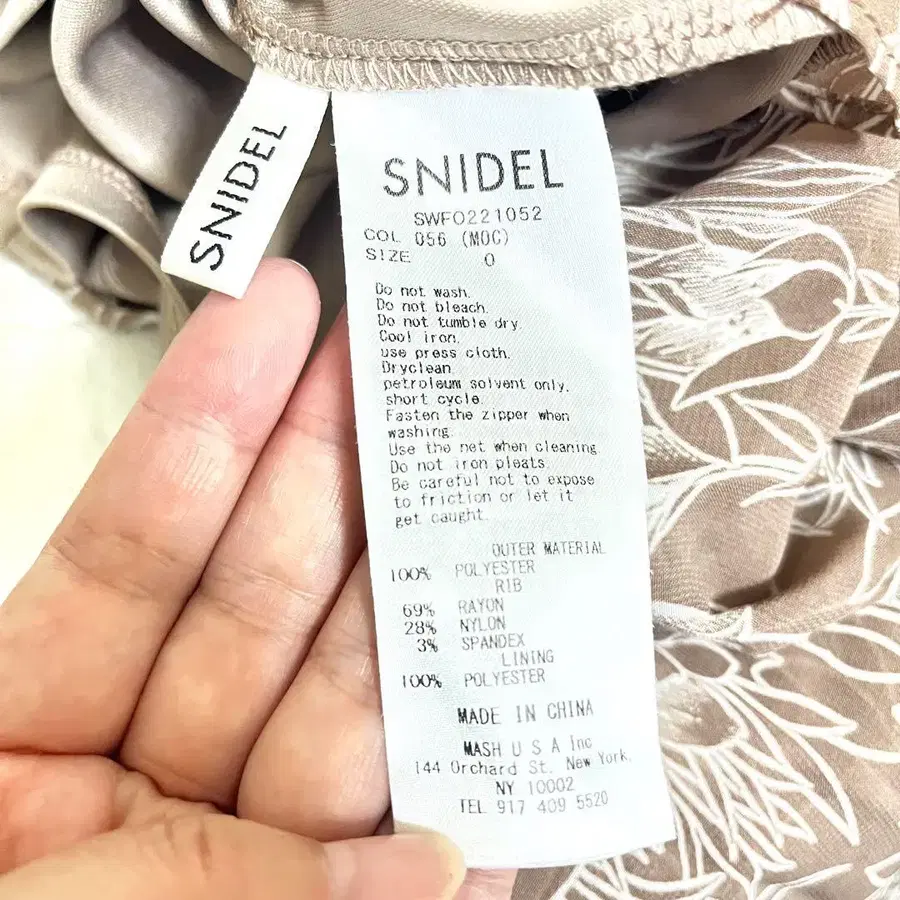 SNIDEL
SNIDEL
SWFO221052
COL 056 (MOC)
SIZE 0
Do not wash.
Do not bleach.
Do not tumble dry.
Cool iron.
use press cloth.
Dryclean
petroleum solvent only.
short cycle.
Fasten the zipper when
washing.
Use the net when cleaning.
Do not iron pleats.
Be careful not to expose
to friction or let it
get caught.
OUTER MATERIAL
100% POLYESTER
RIB
69% RAYON
28% NYLON
3% SPANDEX
LINING
100% POLYESTER
MADE IN CHINA
MASH U S A Inc
144 Orchard St. New York,
NY 10002
TEL 917 409 5520